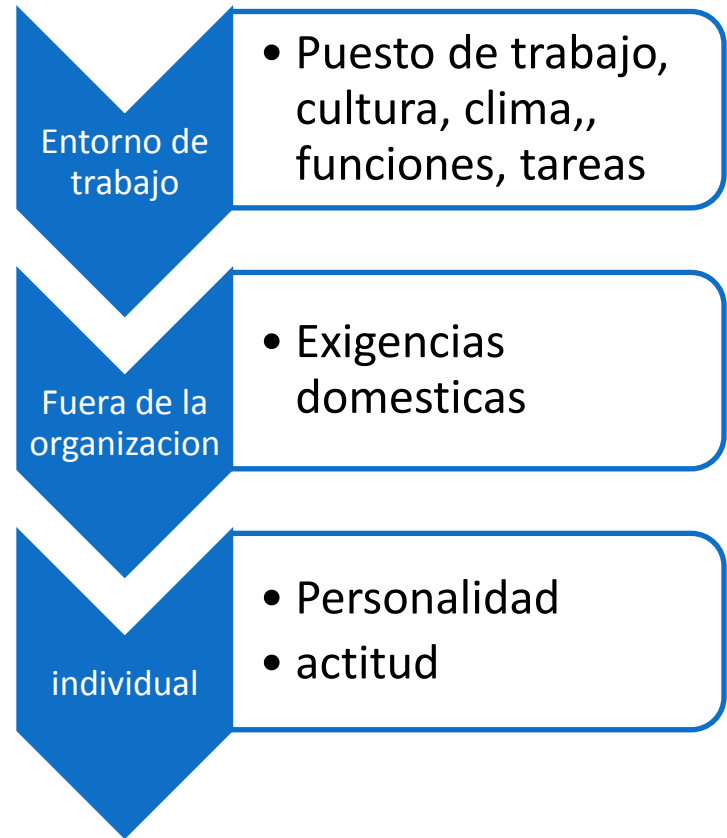 Entorno de
trabajo
• Puesto de trabajo,
cultura, clima,,
funciones, tareas
Fuera de la
organizacion
• Exigencias
domesticas
individual
• Personalidad
• actitud